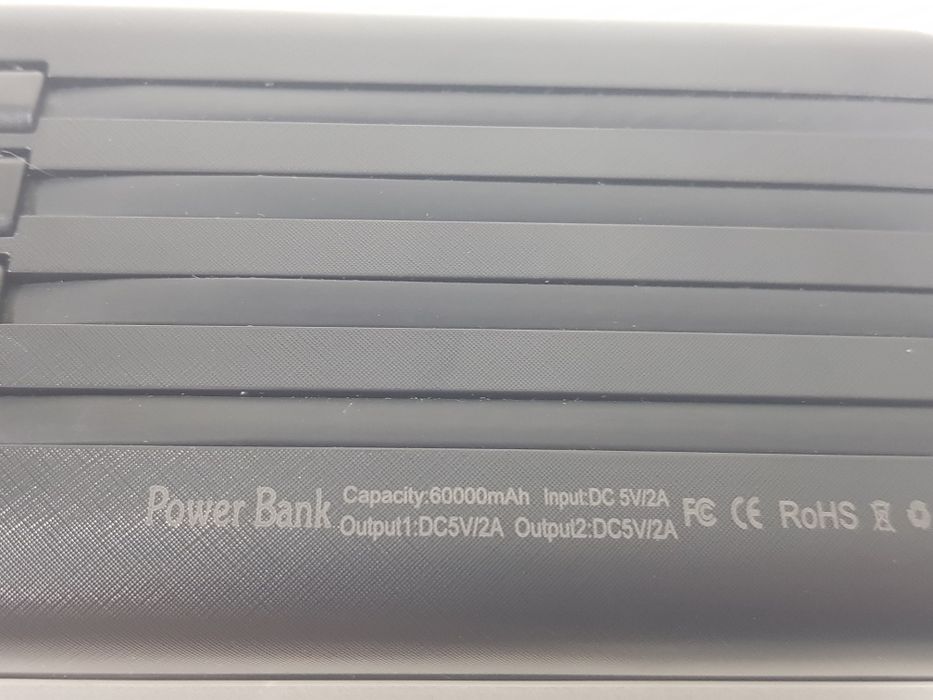 Power Bank
Capacity:60000mAh Input:DC 5V/2A
Output1:DC5V/2A Output2:DC5V/2A
FC CE RoHS